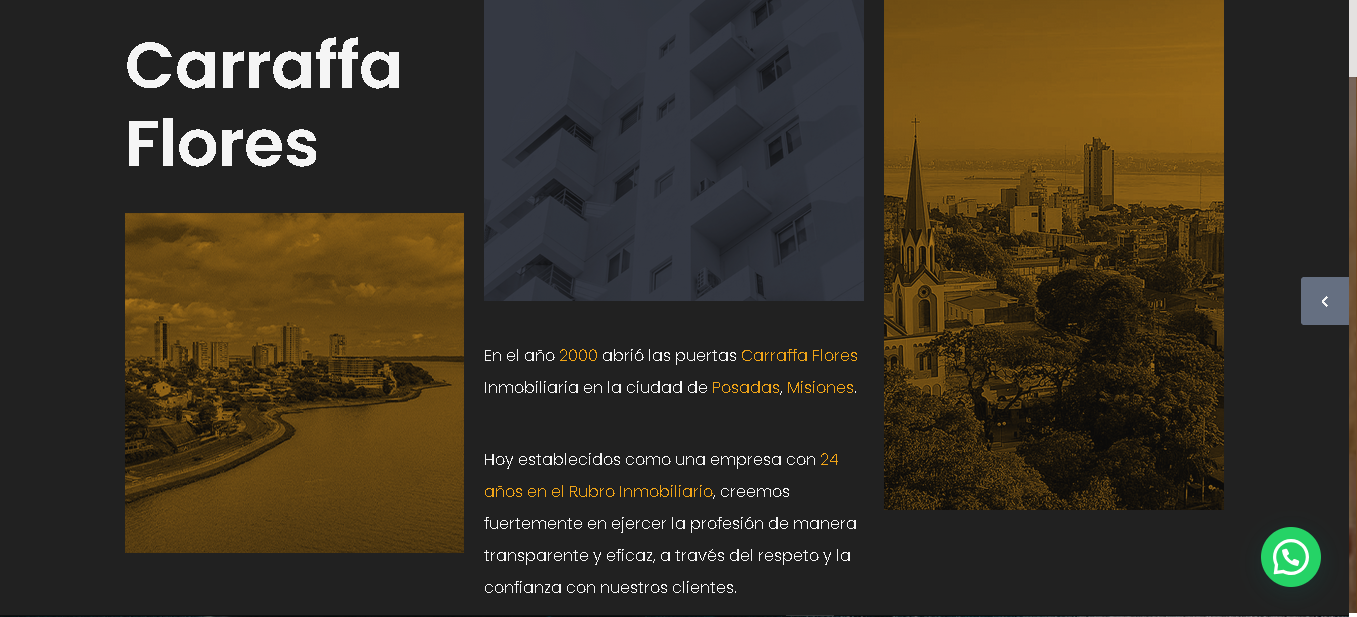 Carraffa
Flores
En el año 2000 abrió las puertas Carraffa Flores
Inmobiliaria en la ciudad de Posadas, Misiones.
Hoy establecidos como una empresa con 24
años en el Rubro Inmobiliario, creemos
fuertemente en ejercer la profesión de manera
transparente y eficaz, a través del respeto y la
confianza con nuestros clientes.